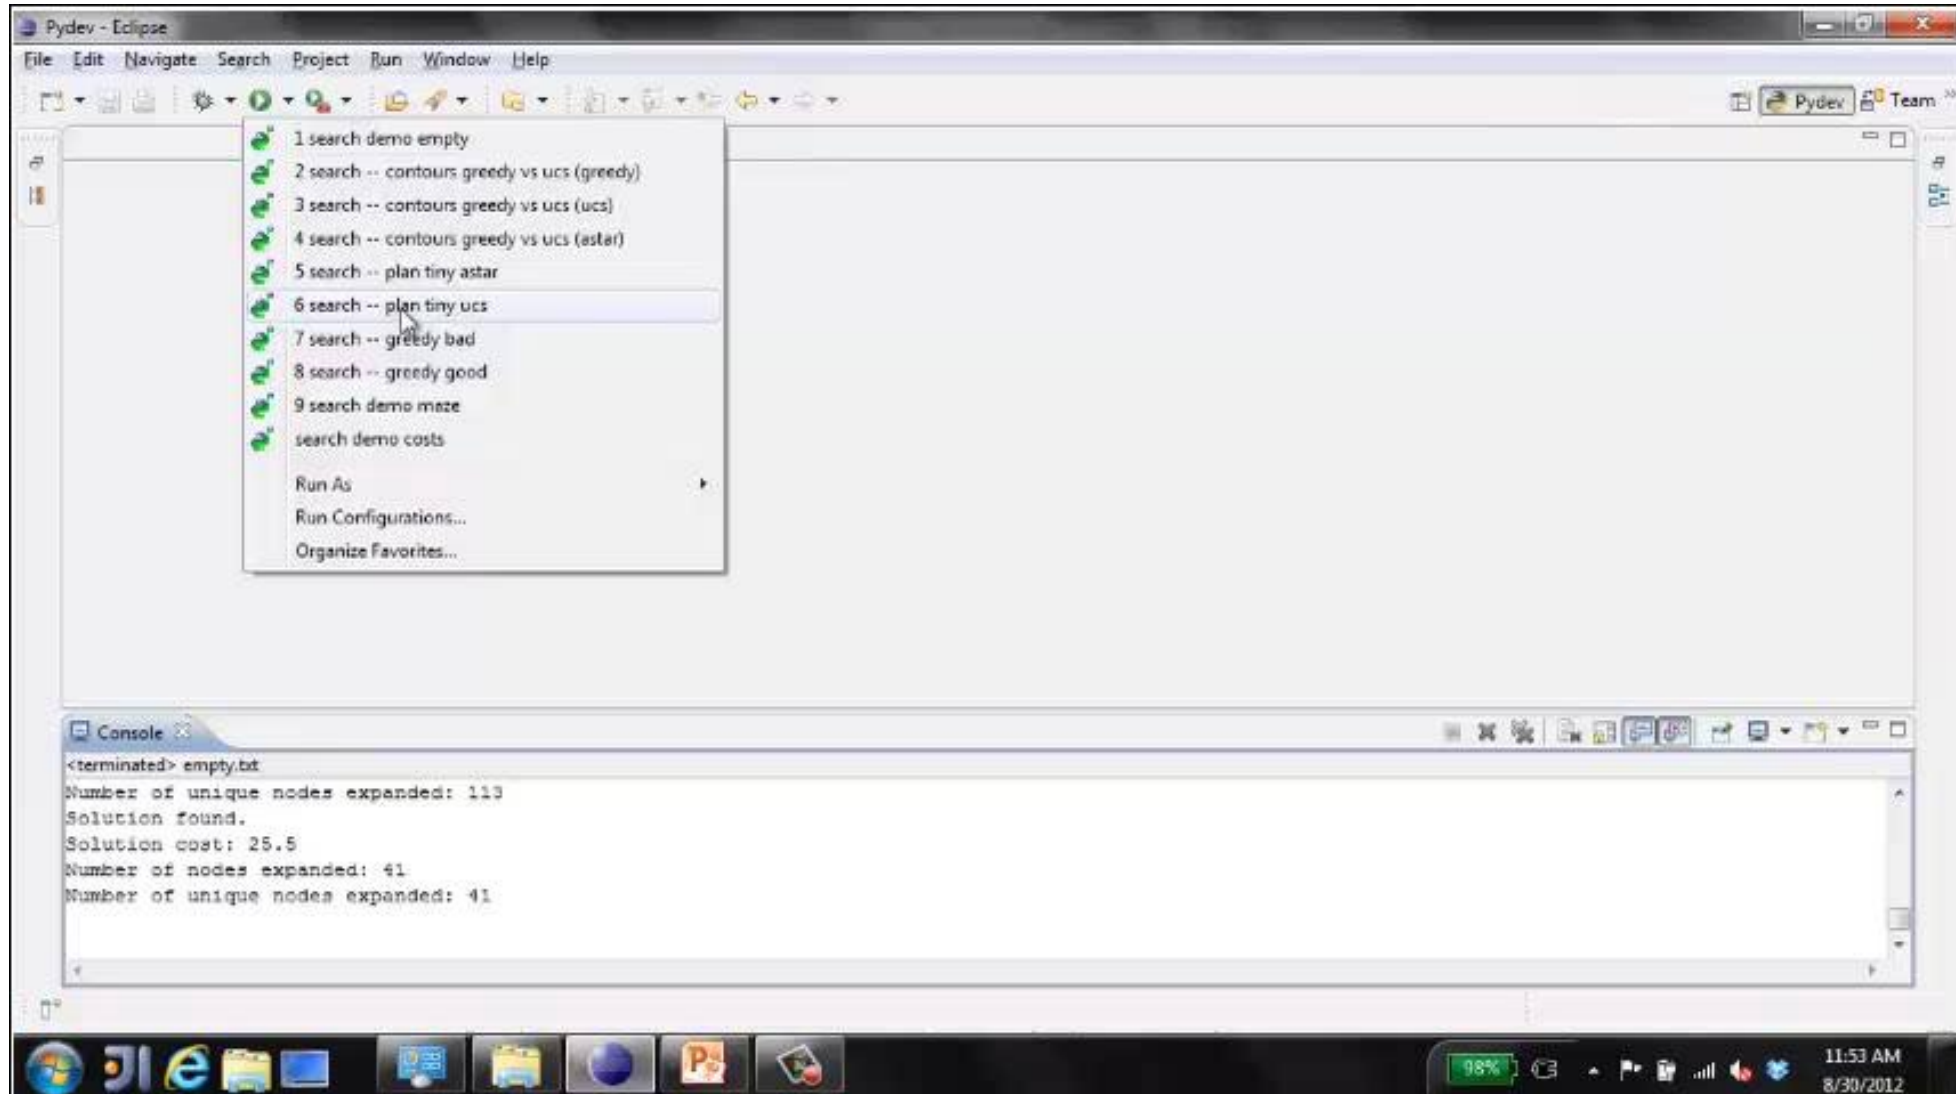 Pydev - Eclipse
File Edit Navigate Search Project Run Window Help
Pydev Team
1 search demo empty
2 search -- contours greedy vs ucs (greedy)
3 search -- contours greedy vs ucs (ucs)
4 search -- contours greedy vs ucs (astar)
5 search -- plan tiny astar
6 search -- plan tiny ucs
7 search -- greedy bad
8 search -- greedy good
9 search demo maze
search demo costs
Run As
Run Configurations...
Organize Favorites...
Console
<terminated> empty.txt
Number of unique nodes expanded: 113
Solution found.
Solution cost: 25.5
Number of nodes expanded: 41
Number of unique nodes expanded: 41
98%
11:53 AM
8/30/2012